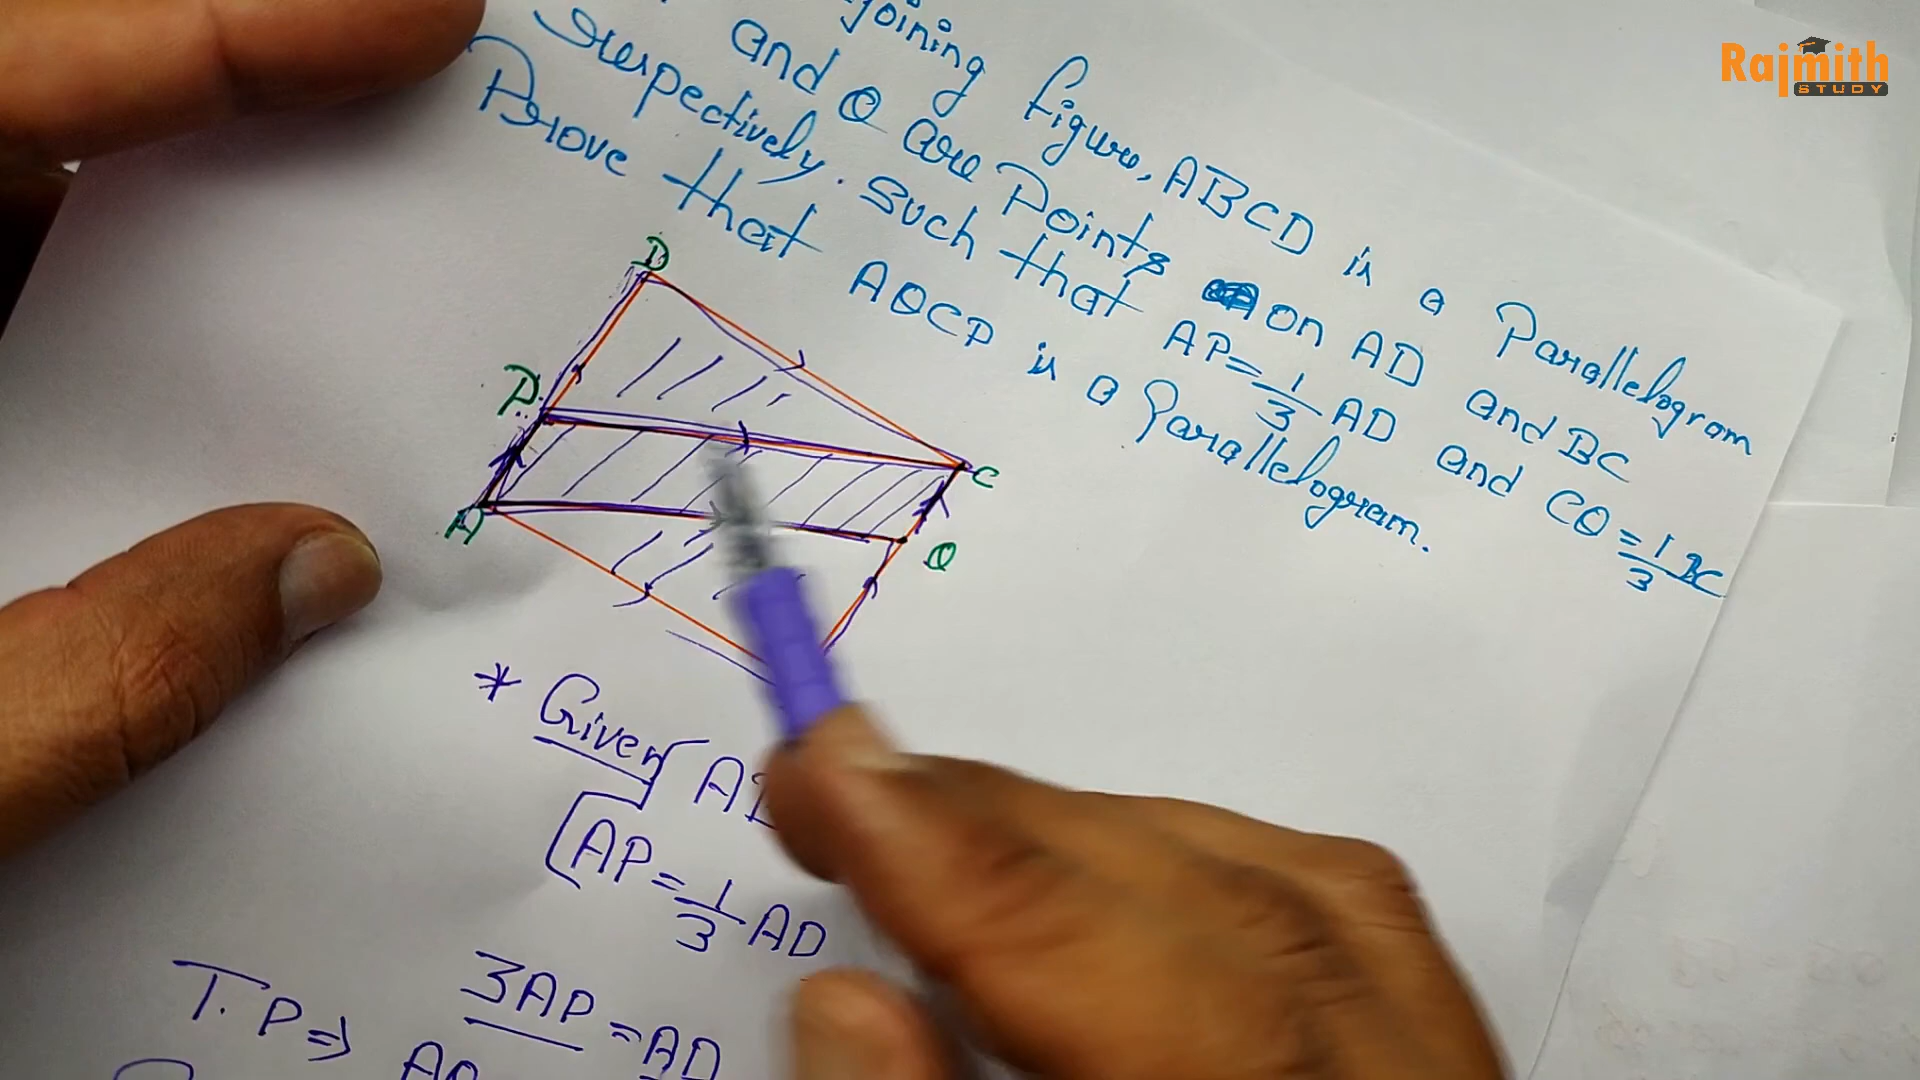 Rajmith
STUDY
joining figure, ABCD is a Parallelogram
and Q are Points on AD and BC
respectively. Such that AP = 1/3 AD and CQ = 1/3 BC
Prove that AQCP is a Parallelogram.
D
P
C
A
Q
* Given
AP = 1/3 AD
T.P ⇒
3AP = AD